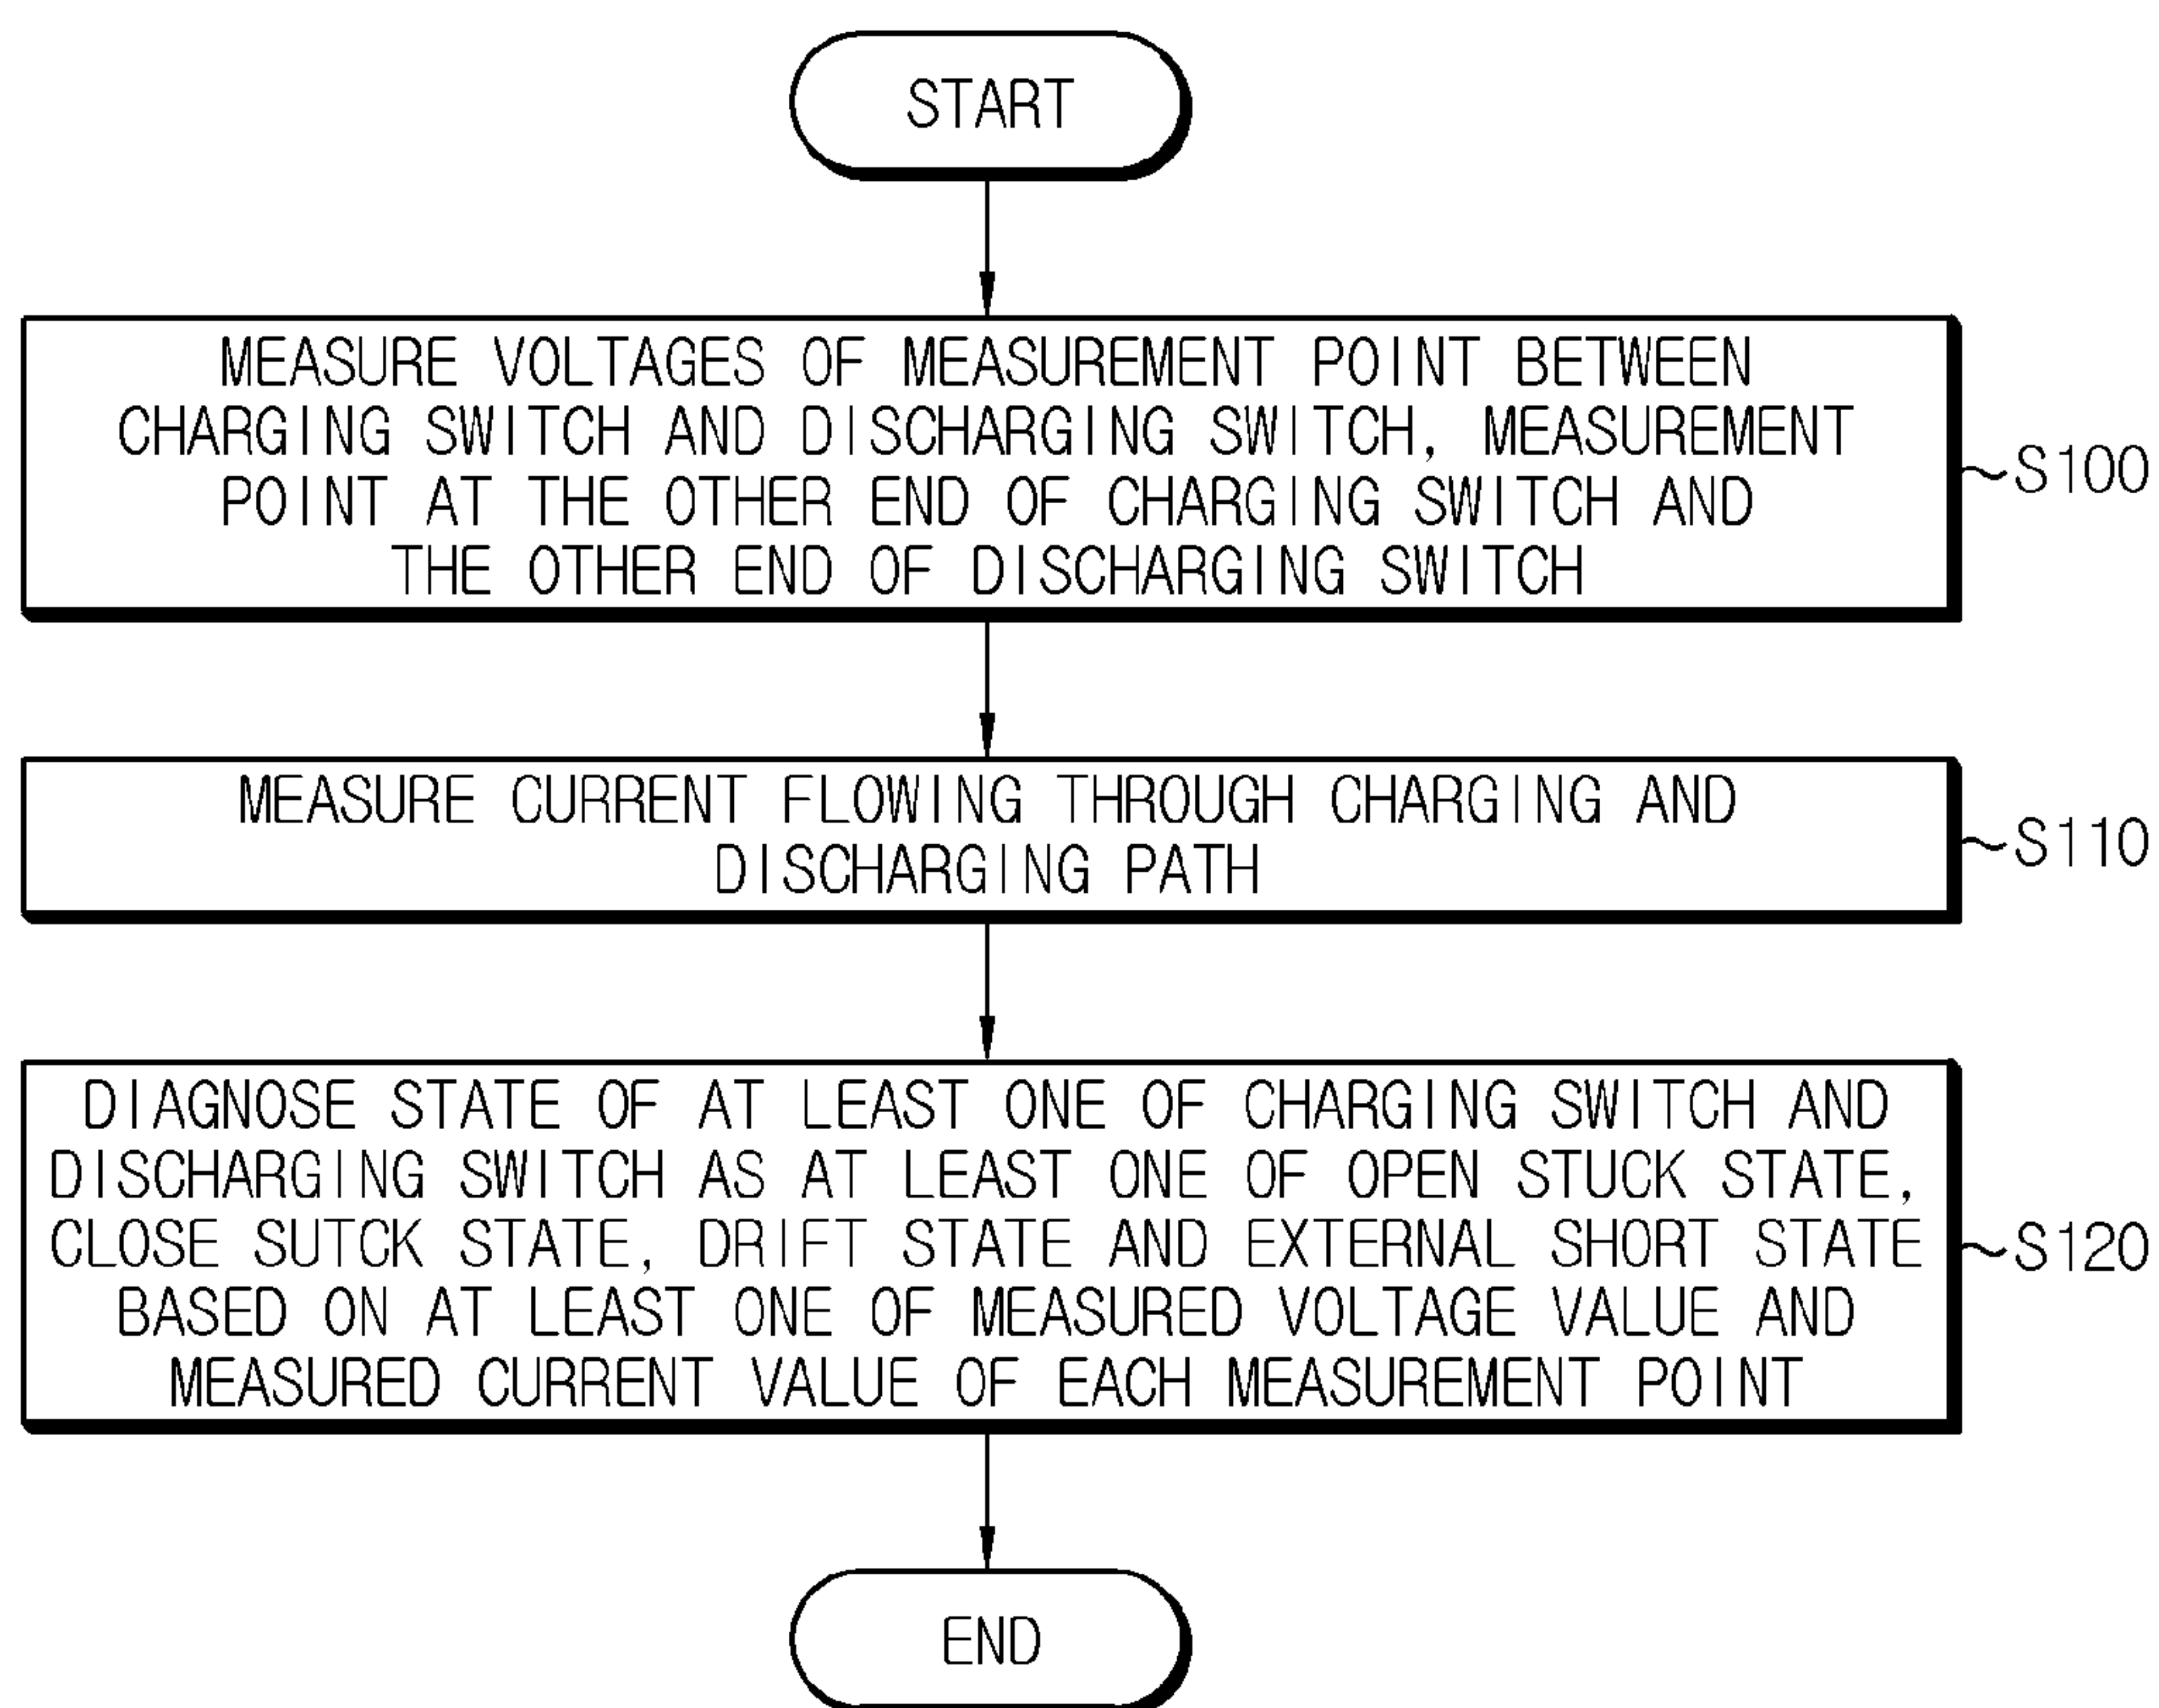 START
MEASURE VOLTAGES OF MEASUREMENT POINT BETWEEN
CHARGING SWITCH AND DISCHARGING SWITCH, MEASUREMENT
POINT AT THE OTHER END OF CHARGING SWITCH AND
THE OTHER END OF DISCHARGING SWITCH
S100
MEASURE CURRENT FLOWING THROUGH CHARGING AND
DISCHARGING PATH
S110
DIAGNOSE STATE OF AT LEAST ONE OF CHARGING SWITCH AND
DISCHARGING SWITCH AS AT LEAST ONE OF OPEN STUCK STATE,
CLOSE SUTCK STATE, DRIFT STATE AND EXTERNAL SHORT STATE
BASED ON AT LEAST ONE OF MEASURED VOLTAGE VALUE AND
MEASURED CURRENT VALUE OF EACH MEASUREMENT POINT
S120
END